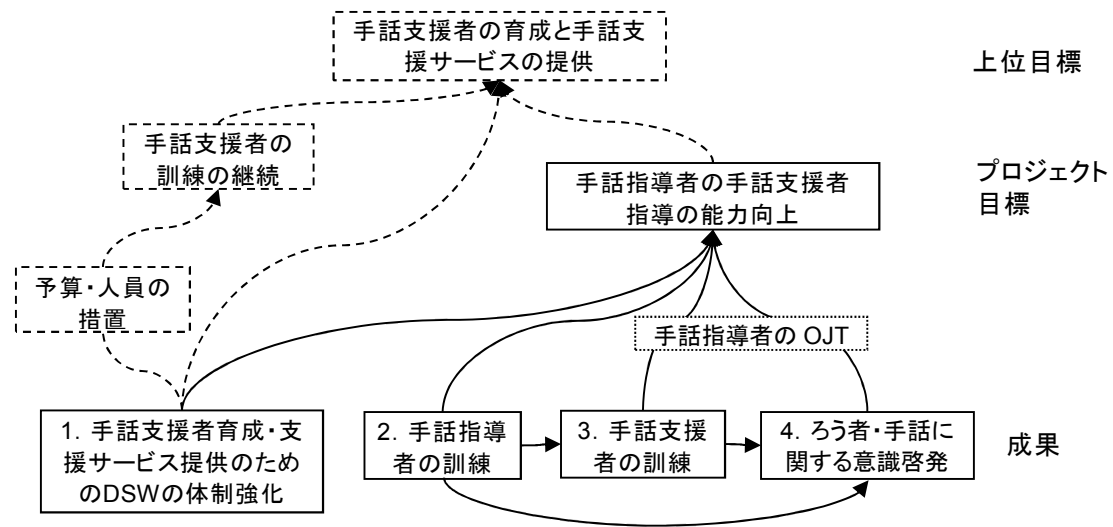 手話支援者の育成と手話支
援サービスの提供
上位目標
手話支援者の
訓練の継続
手話指導者の手話支援者
指導の能力向上
プロジェクト
目標
予算・人員の
措置
手話指導者の OJT
1. 手話支援者育成・支
援サービス提供のため
のDSWの体制強化
2. 手話指導
者の訓練
3. 手話支援
者の訓練
4. ろう者・手話に
関する意識啓発
成果